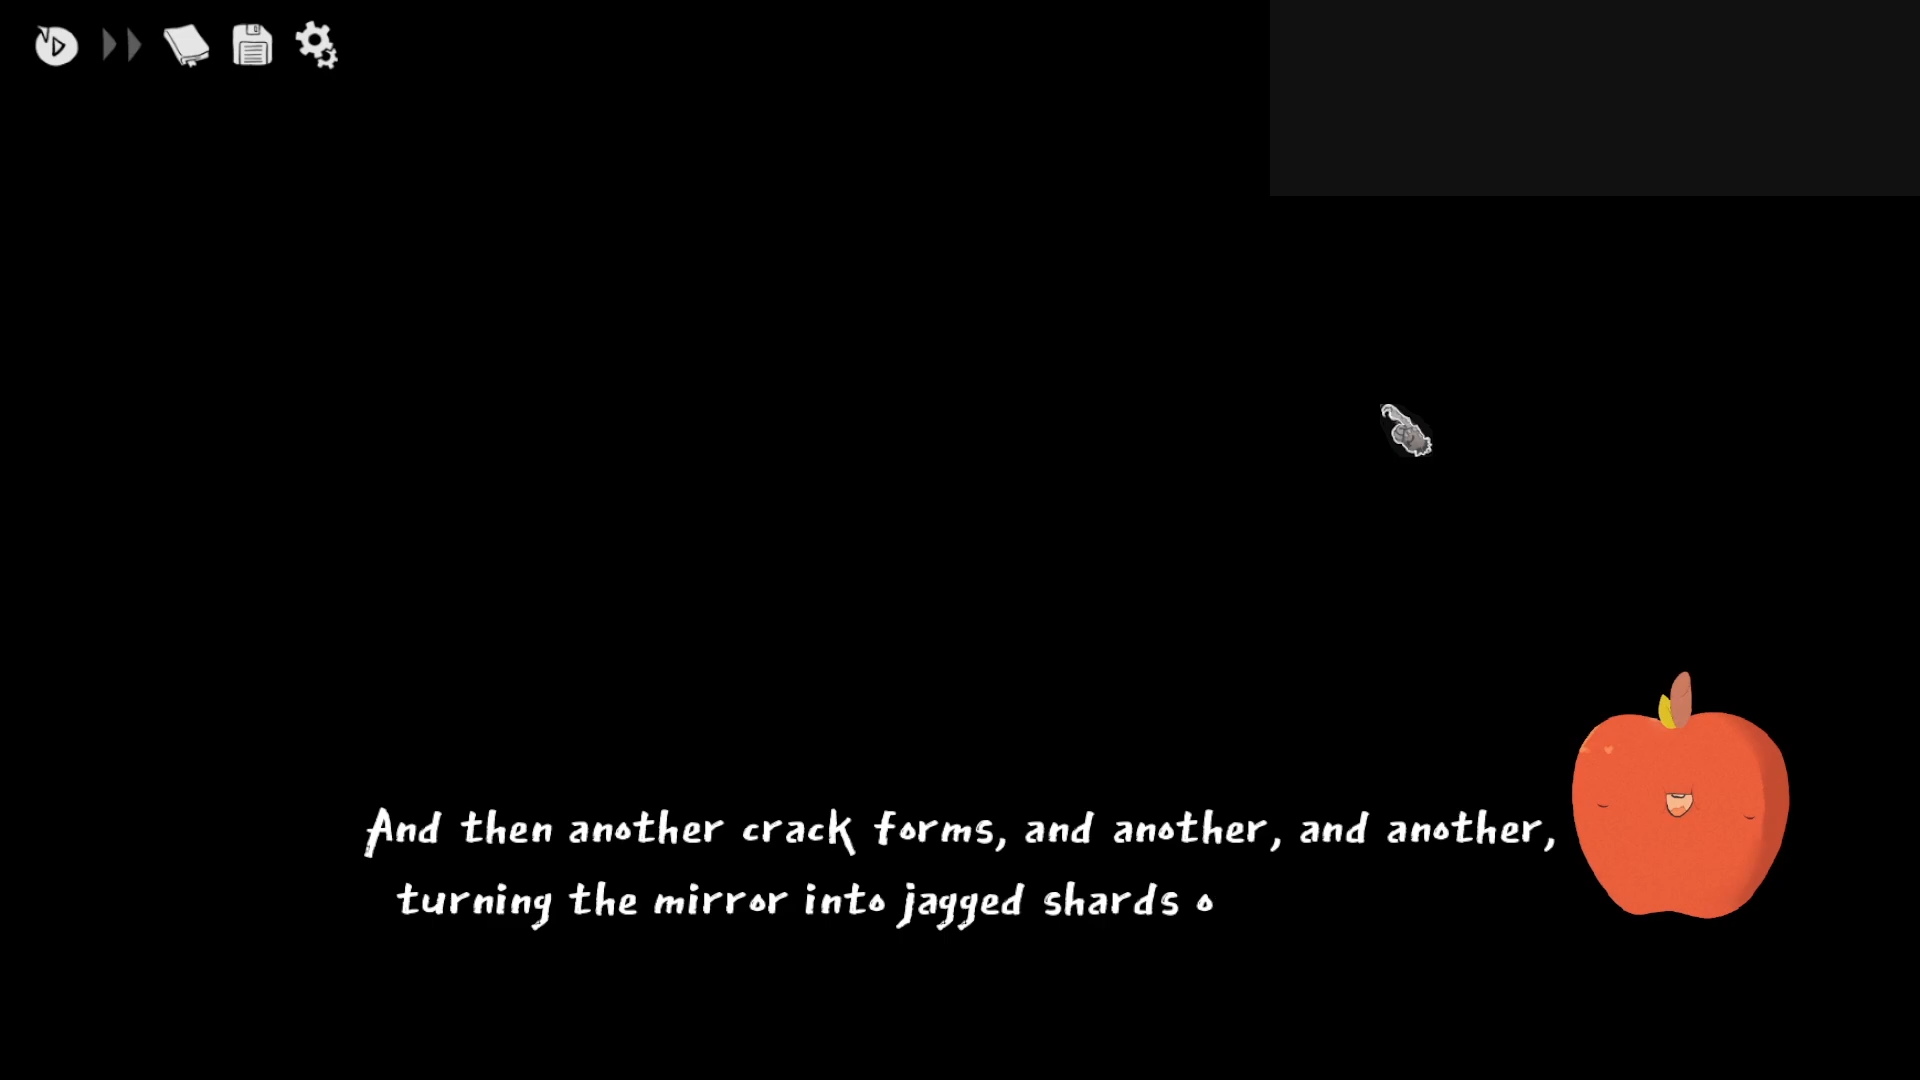 And then another crack forms, and another, and another,
turning the mirror into jagged shards o